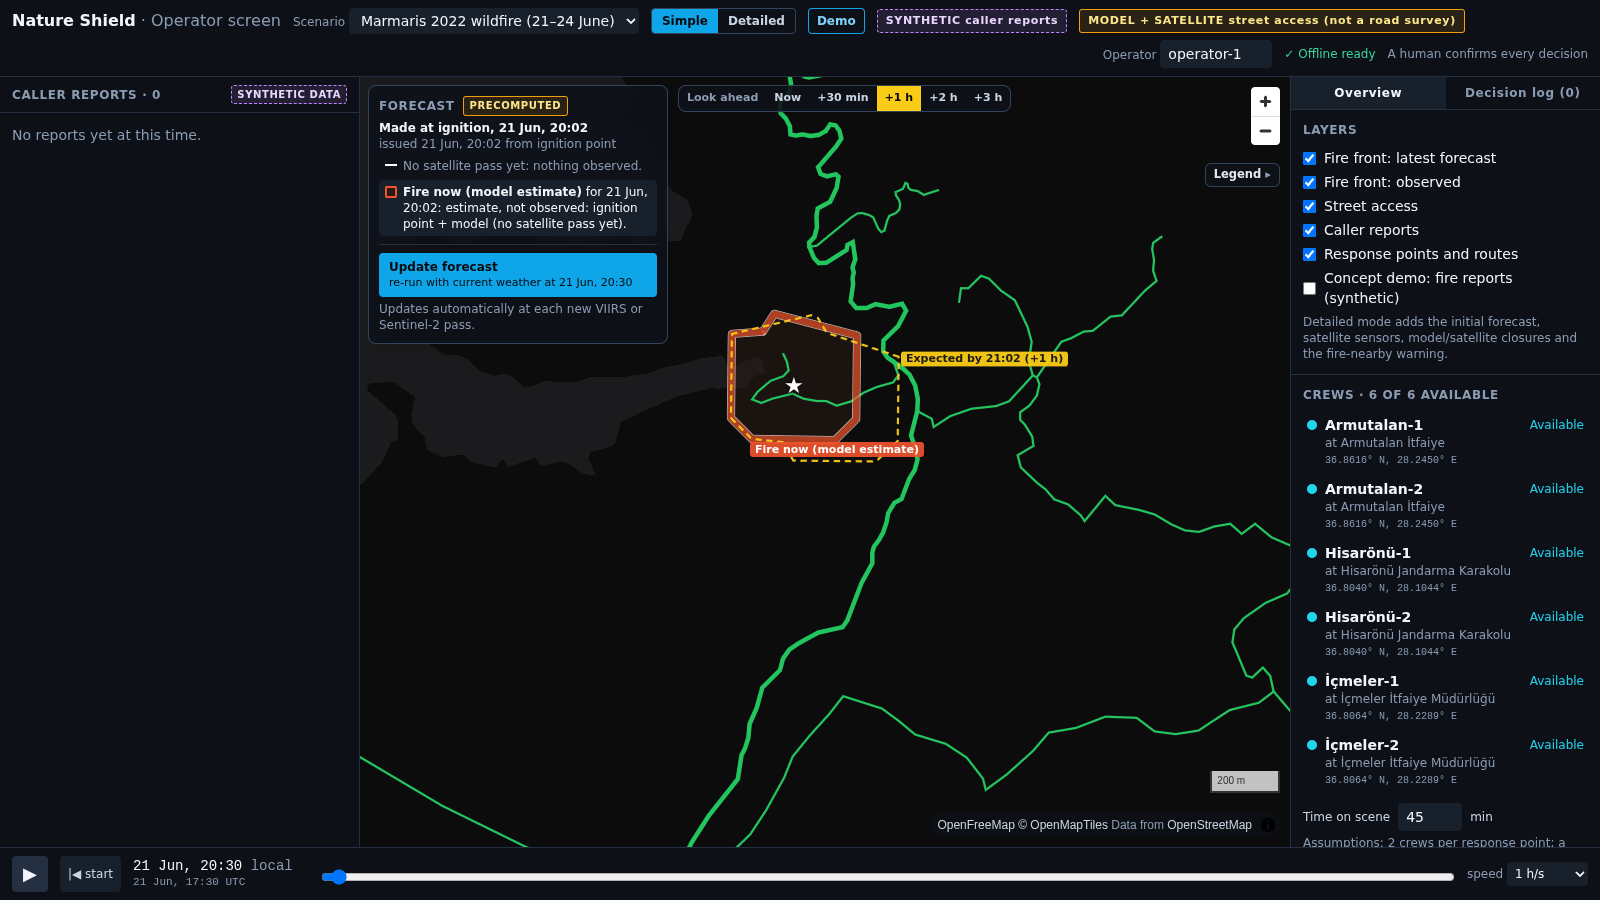 Nature Shield · Operator screen
Scenario Marmaris 2022 wildfire (21–24 June)
Simple Detailed Demo
SYNTHETIC caller reports
MODEL + SATELLITE street access (not a road survey)
Operator operator-1 ✓ Offline ready A human confirms every decision
CALLER REPORTS · 0 SYNTHETIC DATA
No reports yet at this time.
FORECAST PRECOMPUTED
Made at ignition, 21 Jun, 20:02
issued 21 Jun, 20:02 from ignition point
No satellite pass yet: nothing observed.
Fire now (model estimate) for 21 Jun,
20:02: estimate, not observed: ignition
point + model (no satellite pass yet).
Update forecast
re-run with current weather at 21 Jun, 20:30
Updates automatically at each new VIIRS or
Sentinel-2 pass.
Look ahead Now +30 min +1 h +2 h +3 h
+
−
Legend ▸
Expected by 21:02 (+1 h)
Fire now (model estimate)
200 m
OpenFreeMap © OpenMapTiles Data from OpenStreetMap
Overview Decision log (0)
LAYERS
Fire front: latest forecast
Fire front: observed
Street access
Caller reports
Response points and routes
Concept demo: fire reports
(synthetic)
Detailed mode adds the initial forecast,
satellite sensors, model/satellite closures and
the fire-nearby warning.
CREWS · 6 OF 6 AVAILABLE
Armutalan-1 Available
at Armutalan İtfaiye
36.8616° N, 28.2450° E
Armutalan-2 Available
at Armutalan İtfaiye
36.8616° N, 28.2450° E
Hisarönü-1 Available
at Hisarönü Jandarma Karakolu
36.8040° N, 28.1044° E
Hisarönü-2 Available
at Hisarönü Jandarma Karakolu
36.8040° N, 28.1044° E
İçmeler-1 Available
at İçmeler İtfaiye Müdürlüğü
36.8064° N, 28.2289° E
İçmeler-2 Available
at İçmeler İtfaiye Müdürlüğü
36.8064° N, 28.2289° E
Time on scene 45 min
Assumptions: 2 crews per response point; a
▶ |◀ start
21 Jun, 20:30 local
21 Jun, 17:30 UTC
speed 1 h/s